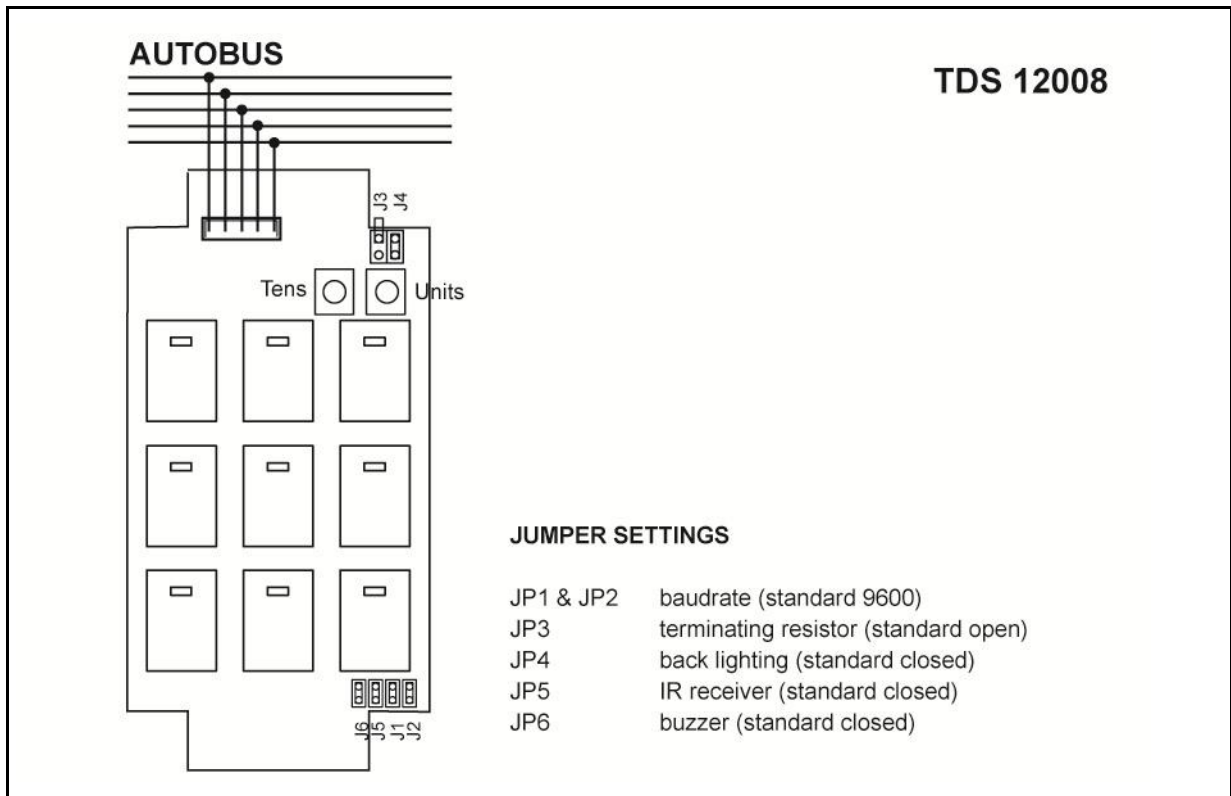 AUTOBUS
TDS 12008
J3
J4
Tens
Units
JUMPER SETTINGS
JP1 & JP2 baudrate (standard 9600)
JP3 terminating resistor (standard open)
JP4 back lighting (standard closed)
JP5 IR receiver (standard closed)
JP6 buzzer (standard closed)
J6
J5
J1
J2